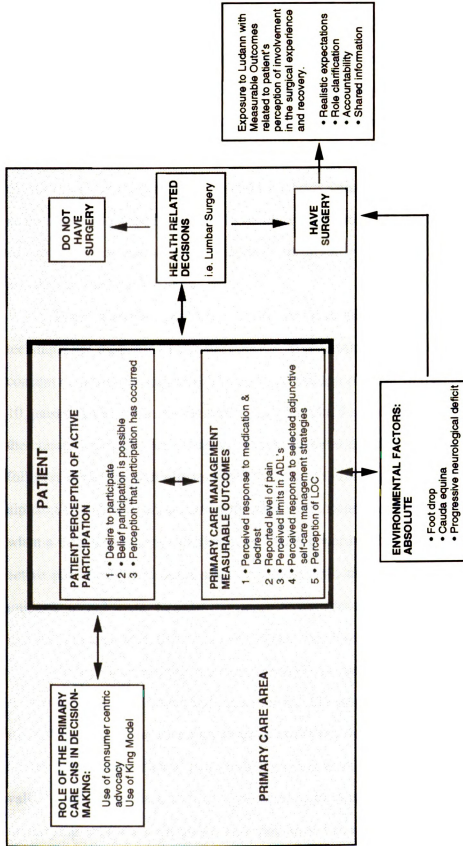 ROLE OF THE PRIMARY
CARE CNS IN DECISION-
MAKING:
Use of consumer centric
advocacy
Use of King Model
PRIMARY CARE AREA
PATIENT
PATIENT PERCEPTION OF ACTIVE
PARTICIPATION
1 • Desire to participate
2 • Belief participation is possible
3 • Perception that participation has occurred
PRIMARY CARE MANAGEMENT
MEASURABLE OUTCOMES
1 • Perceived response to medication &
bedrest
2 • Reported level of pain
3 • Perceived limits in ADL's
4 • Perceived response to selected adjunctive
self-care management strategies
5 • Perception of LOC
ENVIRONMENTAL FACTORS:
ABSOLUTE
• Foot drop
• Cauda equina
• Progressive neurological deficit
DO NOT
HAVE
SURGERY
HEALTH RELATED
DECISIONS
i.e. Lumbar Surgery
HAVE
SURGERY
Exposure to Ludann with
Measurable Outcomes
related to patient's
perception of involvement
in the surgical experience
and recovery.
• Realistic expectations
• Role clarification
• Accountability
• Shared information